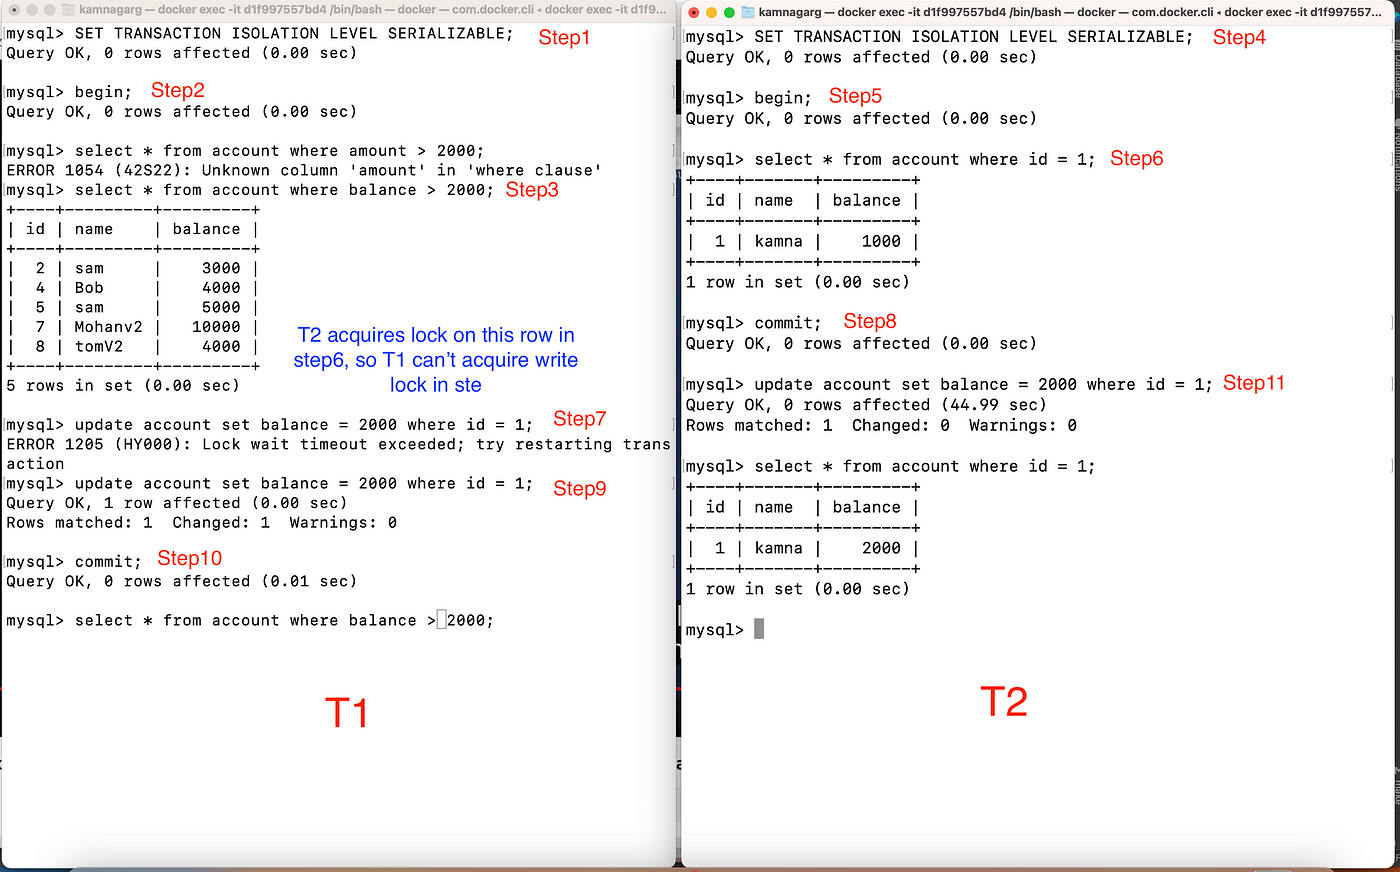 kamnagarg — docker exec -it d1f997557bd4 /bin/bash — docker — com.docker.cli ◂ docker exec -it d1f9...
mysql> SET TRANSACTION ISOLATION LEVEL SERIALIZABLE; Step1
Query OK, 0 rows affected (0.00 sec)
mysql> begin; Step2
Query OK, 0 rows affected (0.00 sec)
mysql> select * from account where amount > 2000;
ERROR 1054 (42S22): Unknown column 'amount' in 'where clause'
mysql> select * from account where balance > 2000; Step3
+----+---------+---------+
| id | name    | balance |
+----+---------+---------+
|  2 | sam     |    3000 |
|  4 | Bob     |    4000 |
|  5 | sam     |    5000 |
|  7 | Mohanv2 |   10000 |
|  8 | tomV2   |    4000 |
+----+---------+---------+
5 rows in set (0.00 sec)
T2 acquires lock on this row in
step6, so T1 can't acquire write
lock in ste
mysql> update account set balance = 2000 where id = 1; Step7
ERROR 1205 (HY000): Lock wait timeout exceeded; try restarting trans
action
mysql> update account set balance = 2000 where id = 1; Step9
Query OK, 1 row affected (0.00 sec)
Rows matched: 1  Changed: 1  Warnings: 0
mysql> commit; Step10
Query OK, 0 rows affected (0.01 sec)
mysql> select * from account where balance > 2000;
T1
kamnagarg — docker exec -it d1f997557bd4 /bin/bash — docker — com.docker.cli ◂ docker exec -it d1f997557...
mysql> SET TRANSACTION ISOLATION LEVEL SERIALIZABLE; Step4
Query OK, 0 rows affected (0.00 sec)
mysql> begin; Step5
Query OK, 0 rows affected (0.00 sec)
mysql> select * from account where id = 1; Step6
+----+-------+---------+
| id | name  | balance |
+----+-------+---------+
|  1 | kamna |    1000 |
+----+-------+---------+
1 row in set (0.00 sec)
mysql> commit; Step8
Query OK, 0 rows affected (0.00 sec)
mysql> update account set balance = 2000 where id = 1; Step11
Query OK, 0 rows affected (44.99 sec)
Rows matched: 1  Changed: 0  Warnings: 0
mysql> select * from account where id = 1;
+----+-------+---------+
| id | name  | balance |
+----+-------+---------+
|  1 | kamna |    2000 |
+----+-------+---------+
1 row in set (0.00 sec)
mysql>
T2